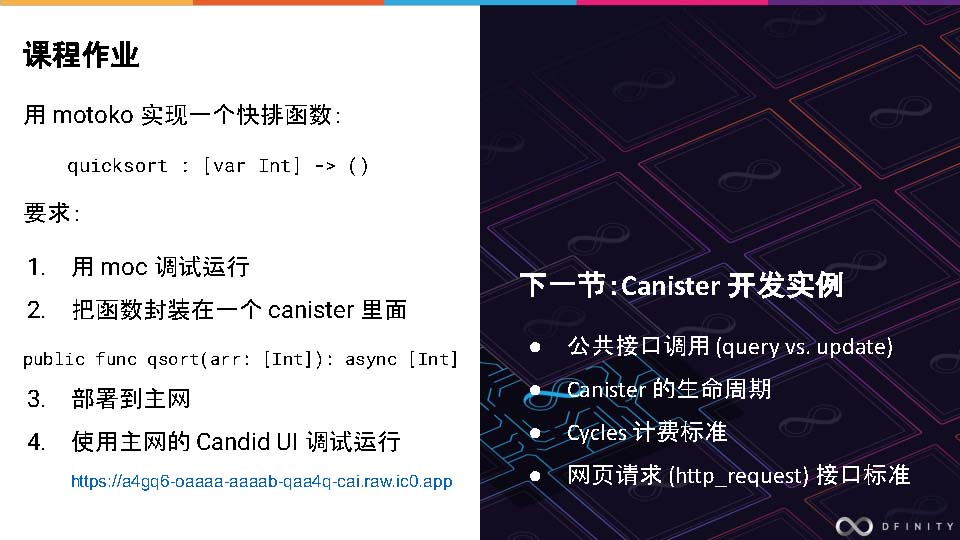 课程作业
用 motoko 实现一个快排函数：
quicksort : [var Int] -> ()
要求：
1. 用 moc 调试运行
2. 把函数封装在一个 canister 里面
public func qsort(arr: [Int]): async [Int]
3. 部署到主网
4. 使用主网的 Candid UI 调试运行
https://a4gq6-oaaaa-aaaab-qaa4q-cai.raw.ic0.app
下一节：Canister 开发实例
● 公共接口调用 (query vs. update)
● Canister 的生命周期
● Cycles 计费标准
● 网页请求 (http_request) 接口标准
DFINITY